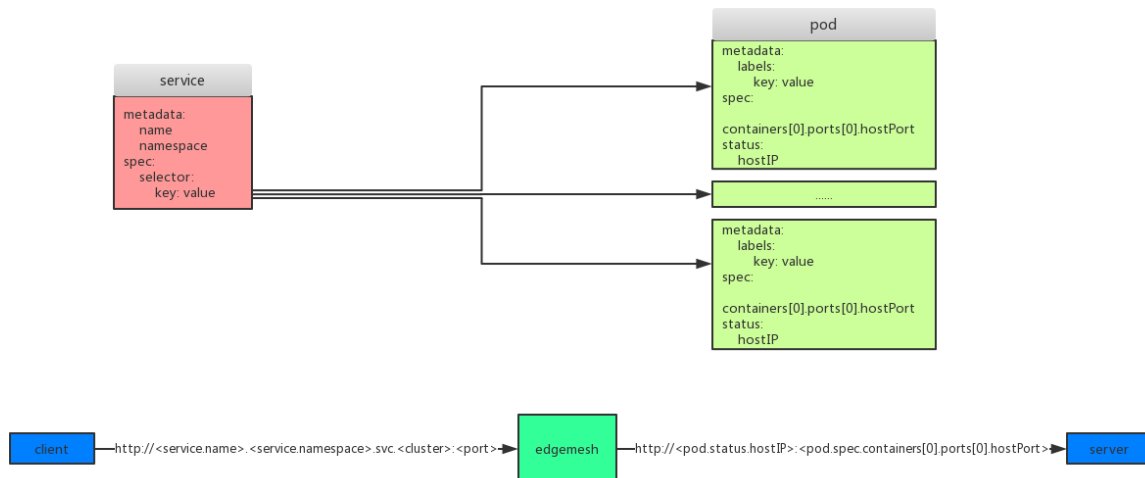 service
metadata:
name
namespace
spec:
selector:
key: value
pod
metadata:
labels:
key: value
spec:
containers[0].ports[0].hostPort
status:
hostIP
......
metadata:
labels:
key: value
spec:
containers[0].ports[0].hostPort
status:
hostIP
client
http://<service.name>.<service.namespace>.svc.<cluster>:<port>
edgemesh
http://<pod.status.hostIP>:<pod.spec.containers[0].ports[0].hostPort>
server